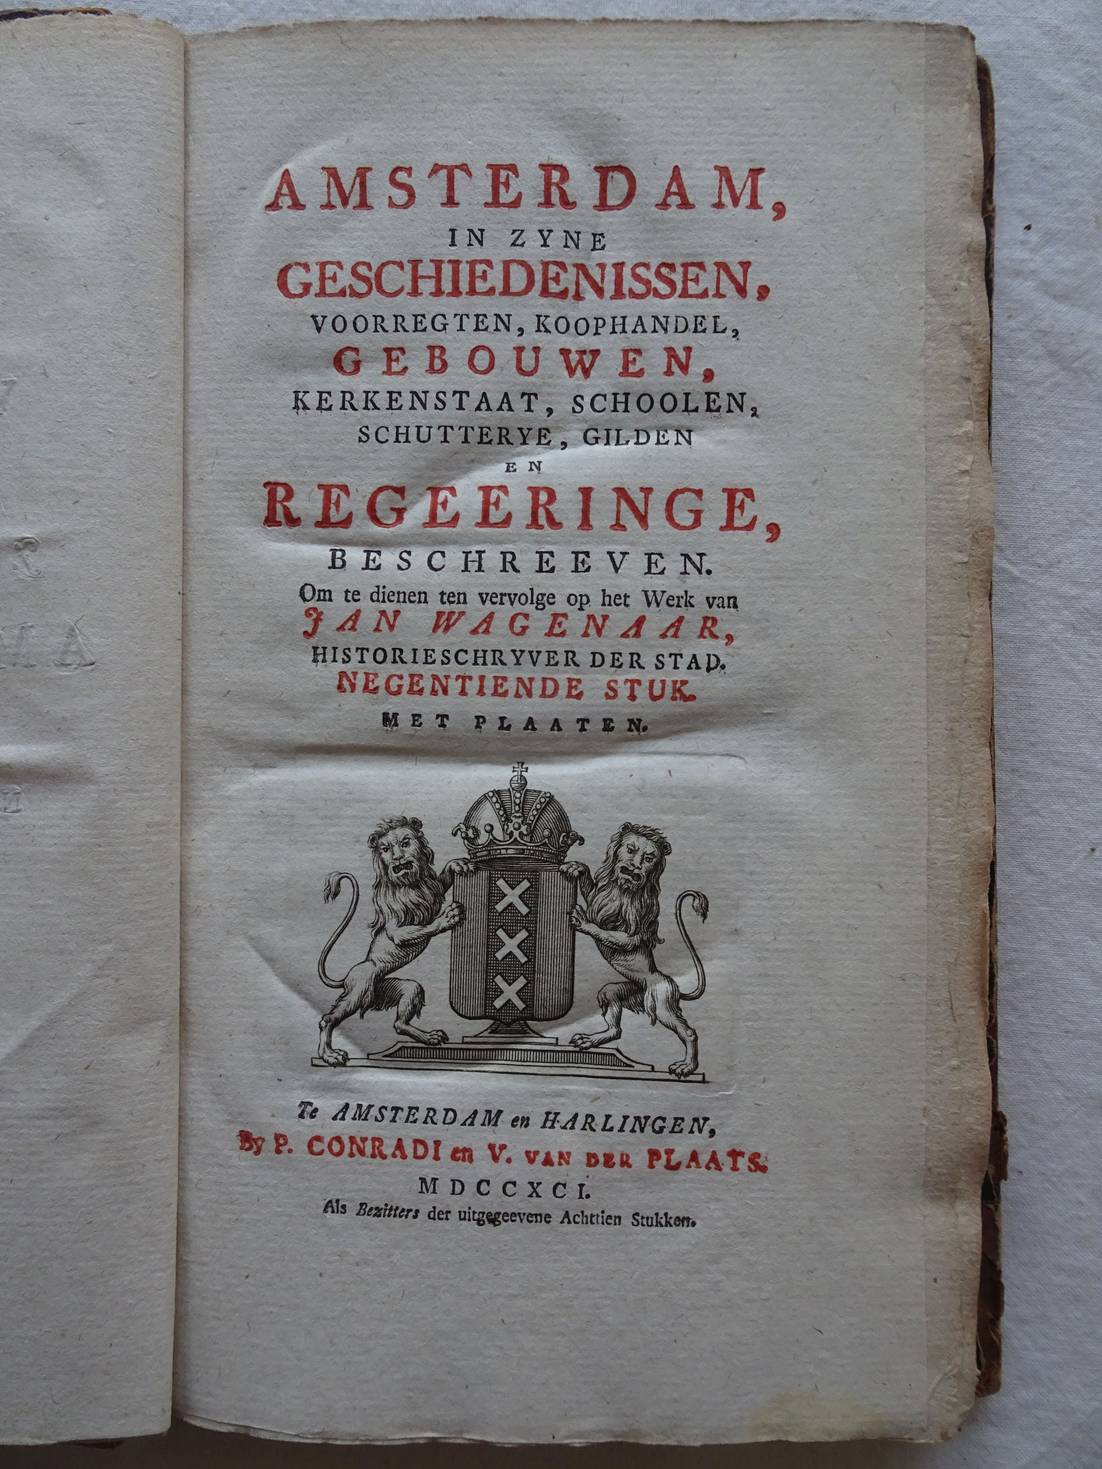 AMSTERDAM,
IN ZYNE
GESCHIEDENISSEN,
VOORREGTEN, KOOPHANDEL,
GEBOUWEN,
KERKENSTAAT, SCHOOLEN,
SCHUTTERYE, GILDEN
EN
REGEERINGE,
BESCHREEVEN.
Om te dienen ten vervolge op het Werk van
JAN WAGENAAR,
HISTORIESCHRYVER DER STAD.
NEGENTIENDE STUK.
MET PLAATEN.
Te AMSTERDAM en HARLINGEN,
By P. CONRADI en V. VAN DER PLAATS.
MDCCXCI.
Als Bezitters der uitgegeevene Achttien Stukken.